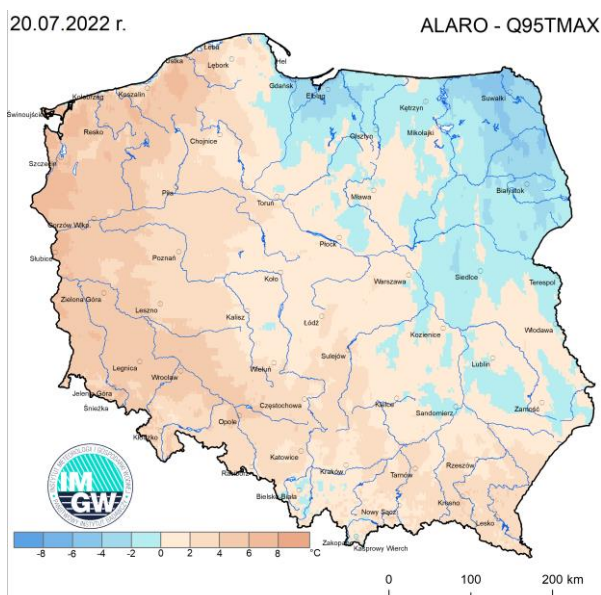 20.07.2022 r.
ALARO - Q95TMAX
Łeba
Ustka
Lębork
Hel
Gdańsk
Elbląg
Kołobrzeg
Koszalin
Suwałki
Kętrzyn
Świnoujście
Resko
Chojnice
Olsztyn
Mikołajki
Szczecin
Piła
Toruń
Mława
Białystok
Gorzów Wlkp.
Płock
Słubice
Poznań
Koło
Warszawa
Siedlce
Terespol
Zielona Góra
Leszno
Kalisz
Łódź
Kozienice
Włodawa
Legnica
Wrocław
Wieluń
Sulejów
Lublin
Jelenia Góra
Śnieżka
Opole
Częstochowa
Kielce
Sandomierz
Zamość
Kłodzko
Racibórz
Katowice
Kraków
Tarnów
Rzeszów
Bielsko Biała
Nowy Sącz
Krosno
Lesko
Zakopane
Kasprowy Wierch
IM
GW
-8 -6 -4 -2 0 2 4 6 8 °C
0 100 200 km